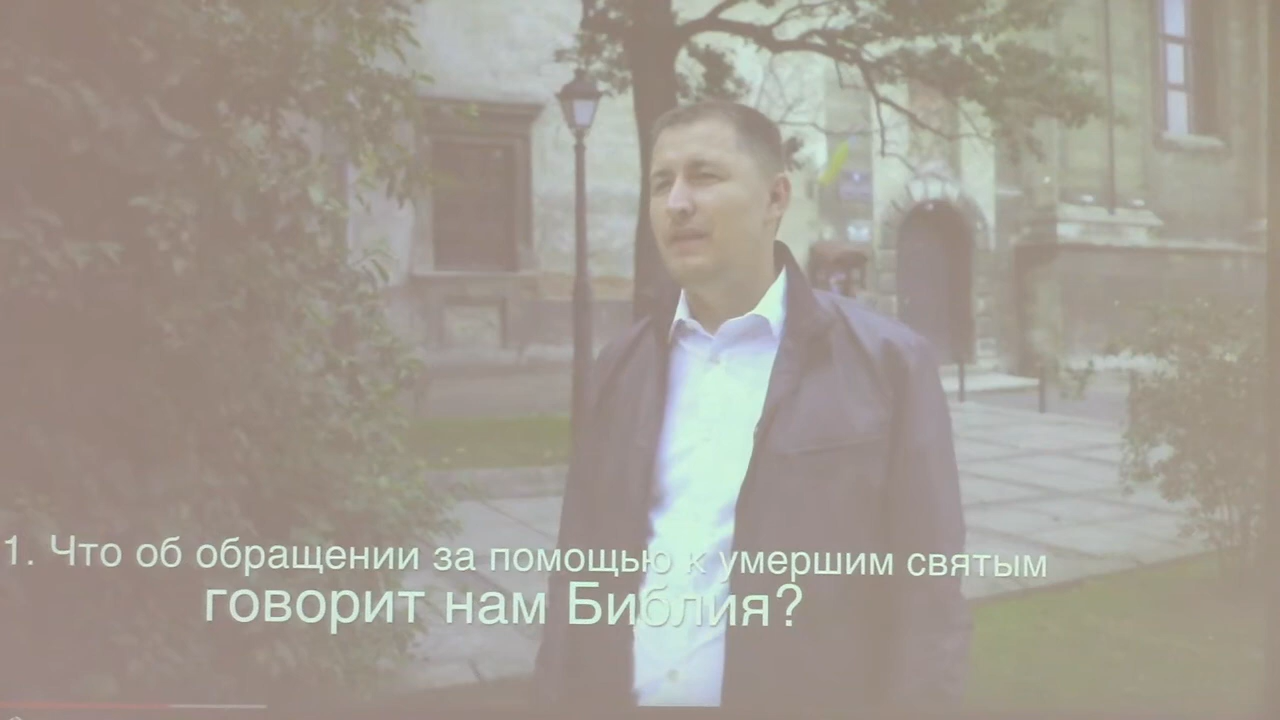 1. Что об обращении за помощью к умершим святым
говорит нам Библия?